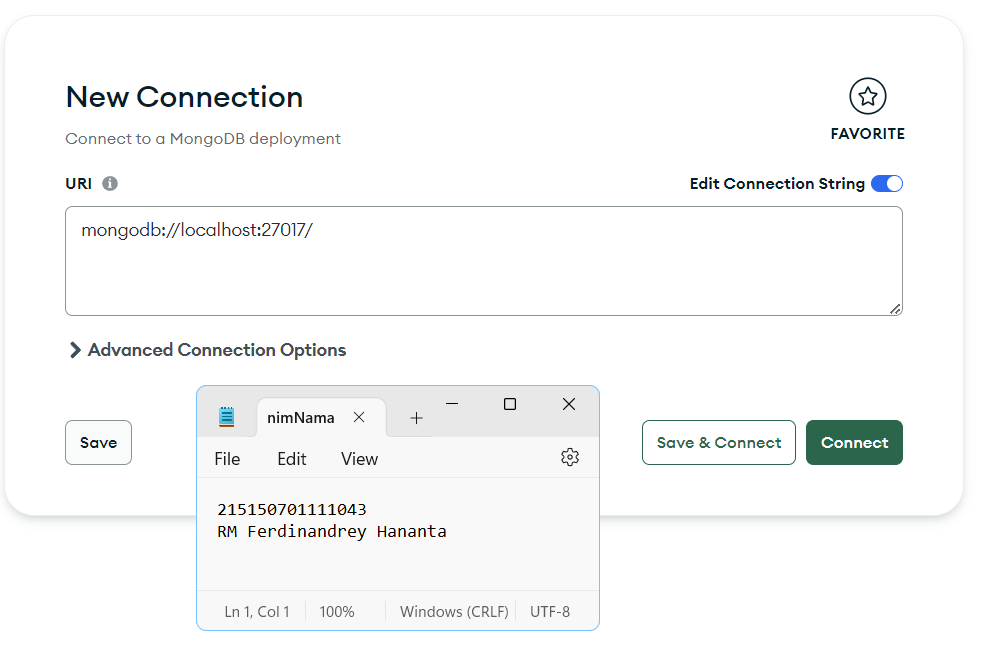 New Connection
FAVORITE
Connect to a MongoDB deployment
URI
Edit Connection String
mongodb://localhost:27017/
Advanced Connection Options
Save
Save & Connect
Connect
nimNama
File Edit View
215150701111043
RM Ferdinandrey Hananta
Ln 1, Col 1 100% Windows (CRLF) UTF-8